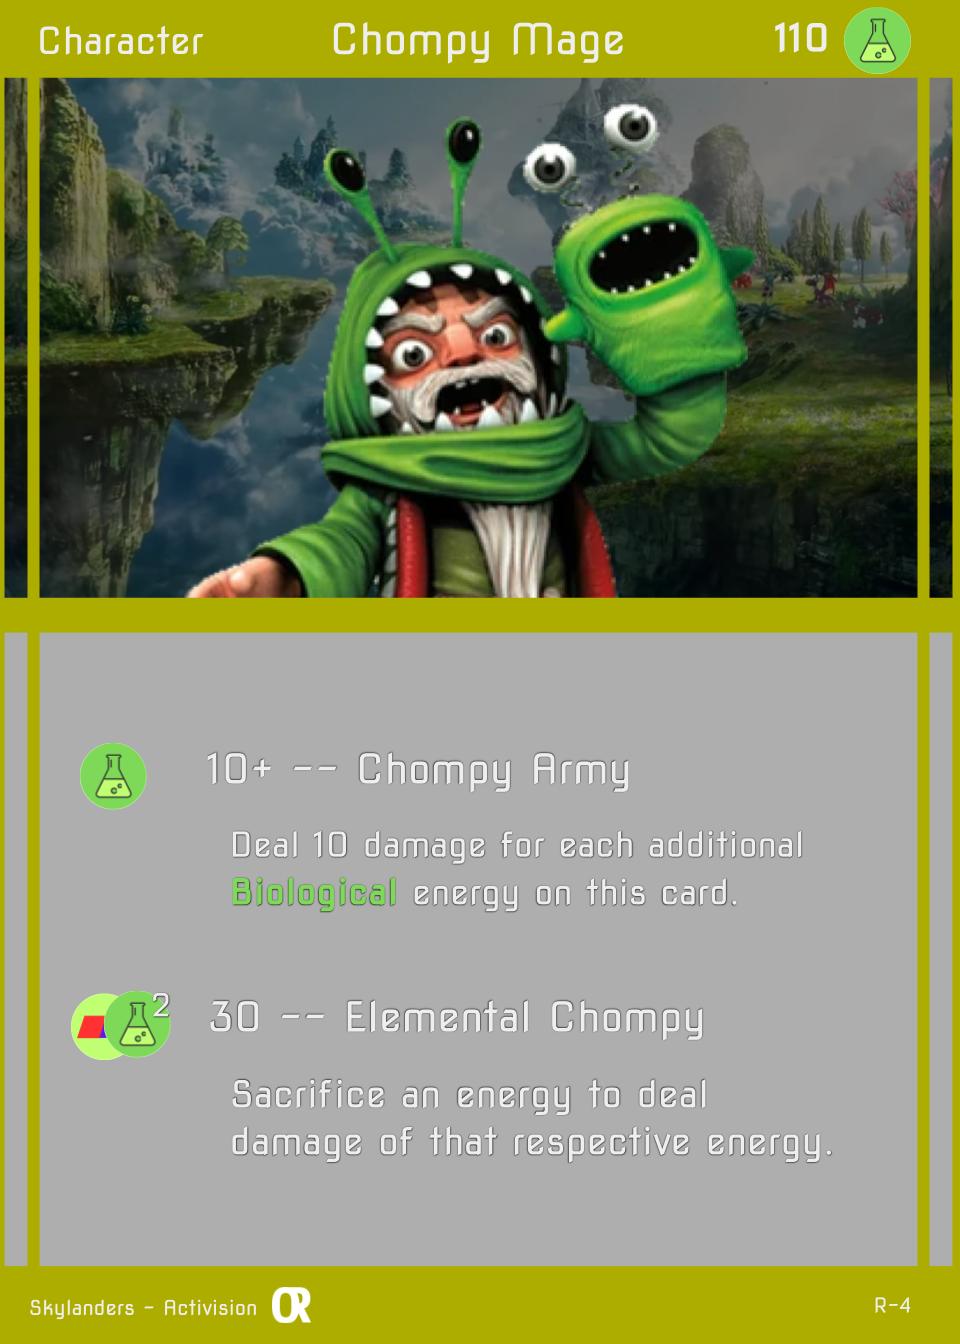 Character
Chompy Mage
110
10+ -- Chompy Army
Deal 10 damage for each additional
Biological energy on this card.
2
30 -- Elemental Chompy
Sacrifice an energy to deal
damage of that respective energy.
Skylanders - Activision OR
R-4